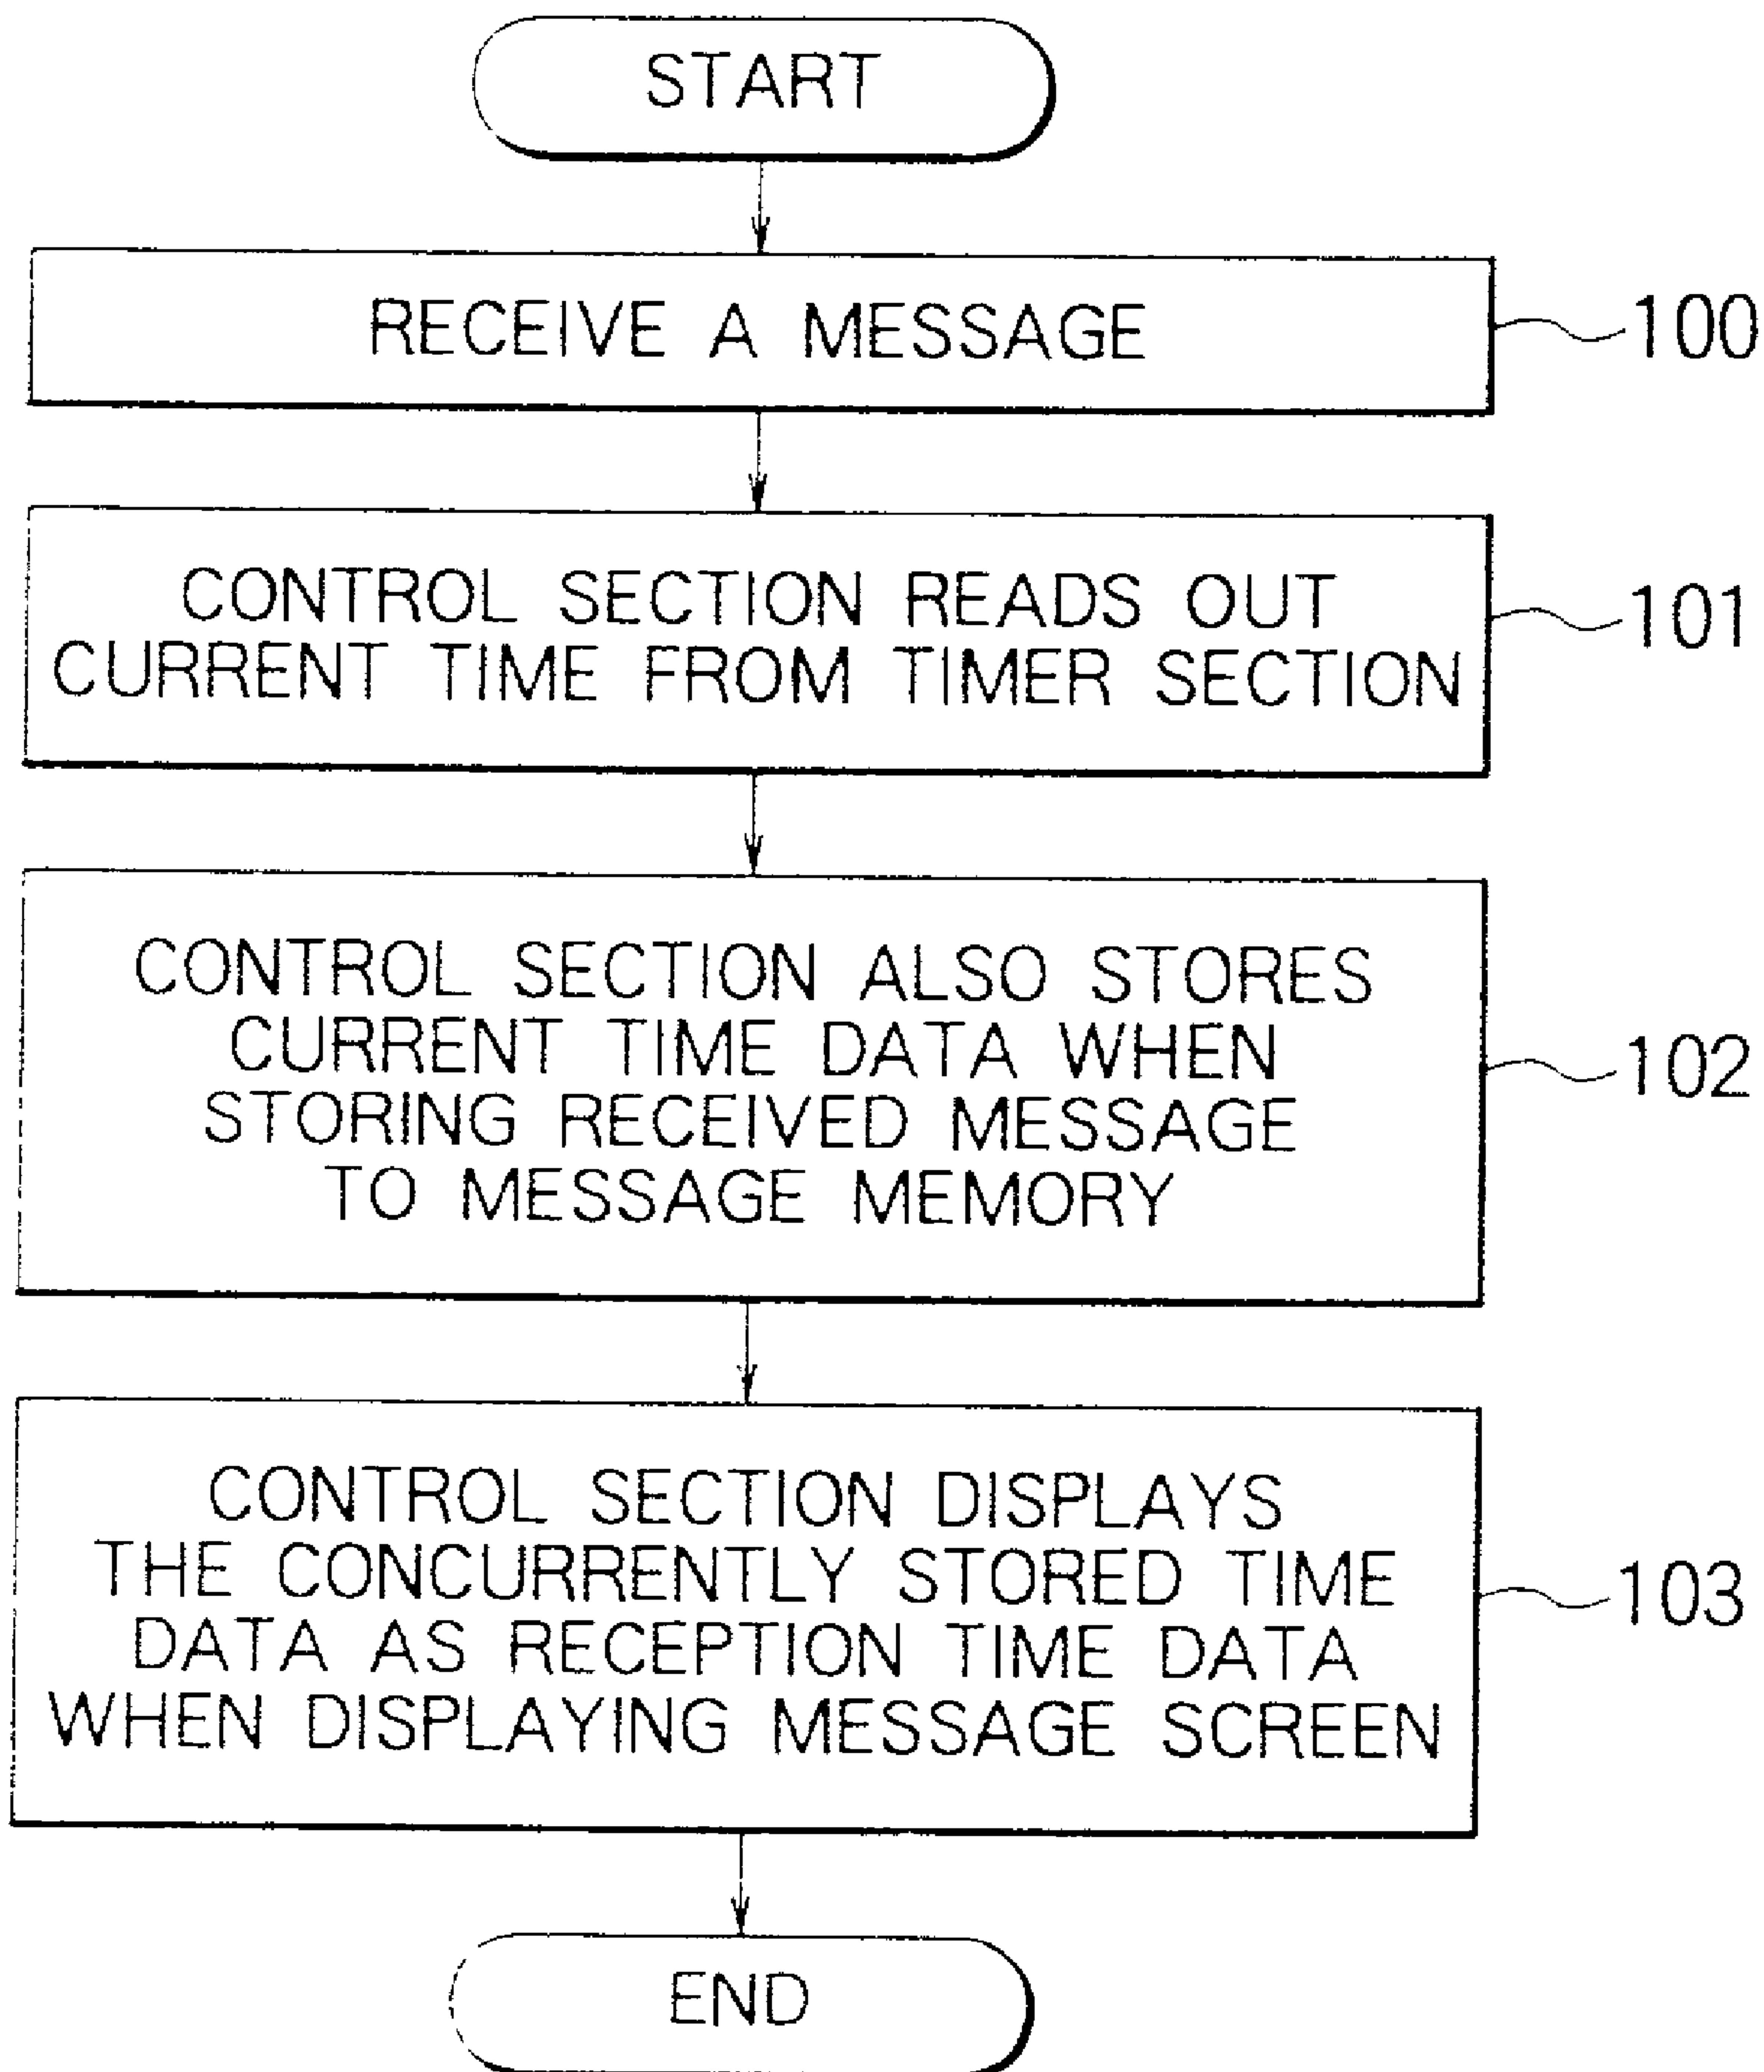 START
RECEIVE A MESSAGE
100
CONTROL SECTION READS OUT
CURRENT TIME FROM TIMER SECTION
101
CONTROL SECTION ALSO STORES
CURRENT TIME DATA WHEN
STORING RECEIVED MESSAGE
TO MESSAGE MEMORY
102
CONTROL SECTION DISPLAYS
THE CONCURRENTLY STORED TIME
DATA AS RECEPTION TIME DATA
WHEN DISPLAYING MESSAGE SCREEN
103
END